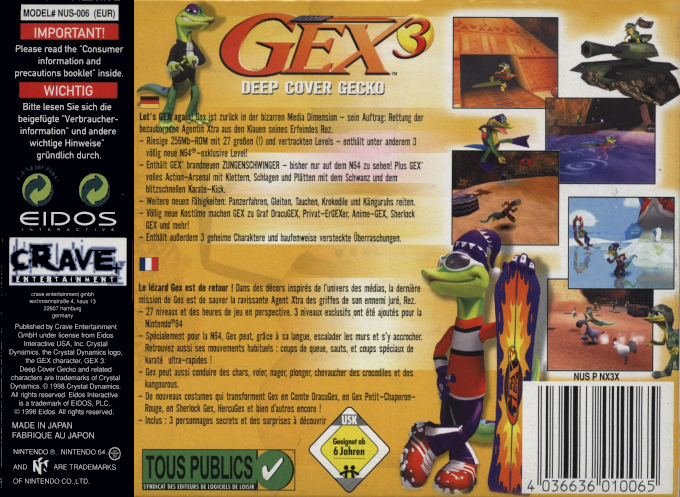 MODEL# NUS-006 (EUR)
IMPORTANT!
Please read the "Consumer
information and
precautions booklet" inside.
WICHTIG
Bitte lesen Sie sich die
beigefügte "Verbraucher-
information" und andere
wichtige Hinweise"
gründlich durch.
EIDOS
INTERACTIVE
CRAVE
ENTERTAINMENT
crave entertainment gmbh
wichmannstraße 4, haus 13
22607 hamburg
germany
Published by Crave Entertainment
GmbH under license from Eidos
Interactive USA, Inc. Crystal
Dynamics, the Crystal Dynamics logo,
the GEX character, GEX 3:
Deep Cover Gecko and related
characters are trademarks of Crystal
Dynamics. © 1998 Crystal Dynamics.
All rights reserved. Eidos Interactive
is a trademark of EIDOS, PLC.
© 1998 Eidos. All rights reserved.
MADE IN JAPAN
FABRIQUE AU JAPON
NINTENDO ®, NINTENDO 64,
AND N ARE TRADEMARKS
OF NINTENDO CO., LTD.
GEX 3
TM
DEEP COVER GECKO
Let's GEX again! Gex ist zurück in der bizarren Media Dimension – sein Auftrag: Rettung der
bezaubernden Agentin Xtra aus den Klauen seines Erfeindes Rez.
– Riesige 256Mb-ROM mit 27 großen (!) und vertrackten Levels – enthält unter anderem 3
völlig neue N64®-exklusive Level!
– Enthält GEX' brandneuen ZUNGENSCHWINGER – bisher nur auf dem N64 zu sehen! Plus GEX'
volles Action-Arsenal mit Klettern, Schlagen und Plätten mit dem Schwanz und dem
blitzschnellen Karate-Kick.
– Weitere neuen Fähigkeiten: Panzerfahren, Gleiten, Tauchen, Krokodile und Känguruhs reiten.
– Völlig neue Kostüme machen GEX zu Graf DracuGEX, Privat-ErGEXer, Anime-GEX, Sherlock
GEX und mehr!
– Enthält außerdem 3 geheime Charaktere und haufenweise versteckte Überraschungen.
Le lézard Gex est de retour ! Dans des décors inspirés de l'univers des médias, la dernière
mission de Gex est de sauver la ravissante Agent Xtra des griffes de son ennemi juré, Rez.
– 27 niveaux et des heures de jeu en perspective. 3 niveaux exclusifs ont été ajoutés pour la
Nintendo®64
– Spécialement pour la N64, Gex peut, grâce à sa langue, escalader les murs et s'y accrocher.
Retrouvez aussi ses mouvements habituels : coups de queue, sauts, et coups spéciaux de
karaté ultra-rapides !
– Gex peut aussi conduire des chars, voler, nager, plonger, chevaucher des crocodiles et des
kangourous.
– De nouveaux costumes qui transforment Gex en Comte DracuGex, en Gex Petit-Chaperon-
Rouge, en Sherlock Gex, HercuGex et bien d'autres encore !
– Inclus : 3 personnages secrets et des surprises à découvrir
TOUS PUBLICS
SYNDICAT DES EDITEURS DE LOGICIELS DE LOISIR
USK
Geeignet ab
6 Jahren
GEX
NUS P NX3X
4 036636 010065